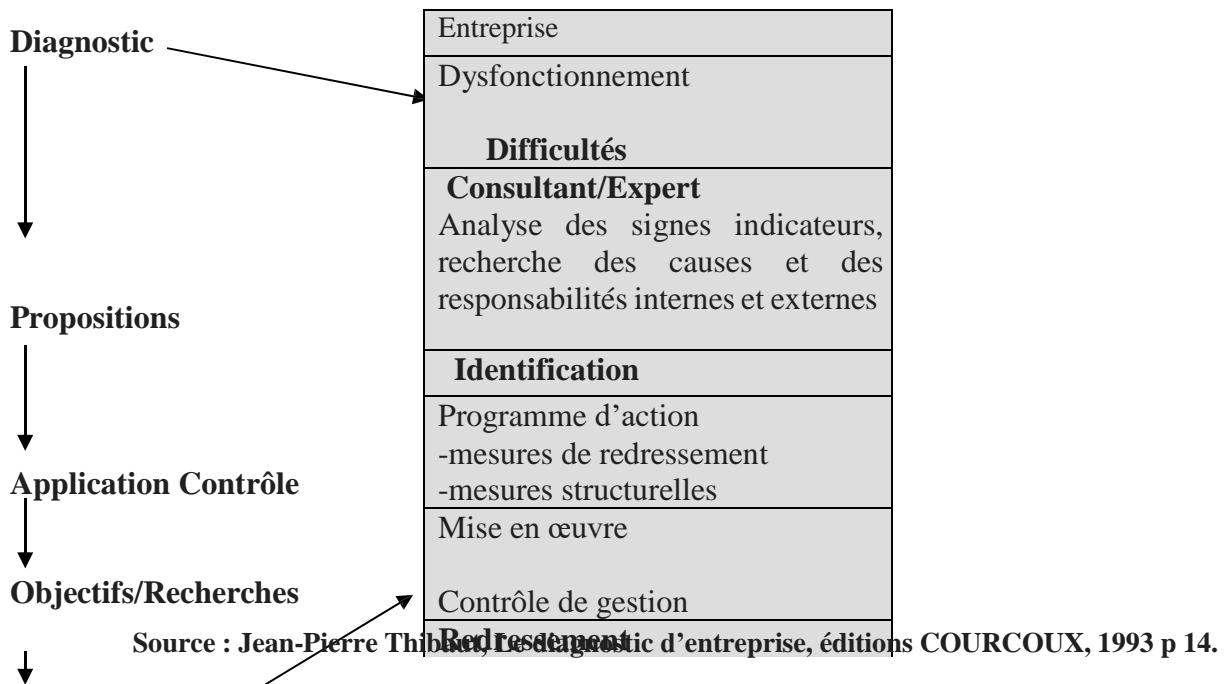 Diagnostic
Propositions
Application Contrôle
Objectifs/Recherches
Entreprise
Dysfonctionnement
Difficultés
Consultant/Expert
Analyse des signes indicateurs,
recherche des causes et des
responsabilités internes et externes
Identification
Programme d’action
-mesures de redressement
-mesures structurelles
Mise en œuvre
Contrôle de gestion
Redressement
Source : Jean-Pierre Thibaut, Le diagnostic d’entreprise, éditions COURCOUX, 1993 p 14.